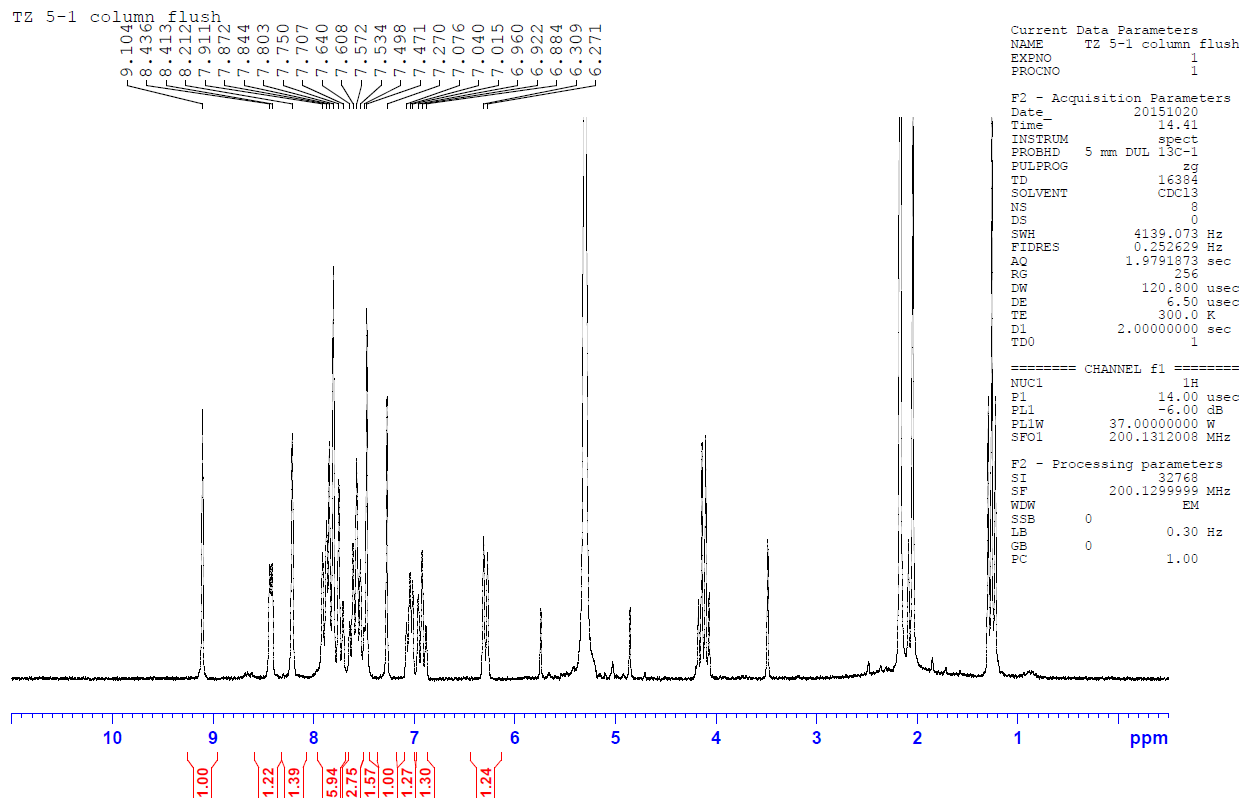 TZ 5-1 column flush
9.104
8.436
8.413
8.212
7.911
7.872
7.844
7.803
7.750
7.707
7.640
7.608
7.572
7.534
7.498
7.471
7.270
7.076
7.040
7.015
6.960
6.922
6.884
6.309
6.271
Current Data Parameters
NAME TZ 5-1 column flush
EXPNO 1
PROCNO 1
F2 - Acquisition Parameters
Date_ 20151020
Time 14.41
INSTRUM spect
PROBHD 5 mm DUL 13C-1
PULPROG zg
TD 16384
SOLVENT CDCl3
NS 8
DS 0
SWH 4139.073 Hz
FIDRES 0.252629 Hz
AQ 1.9791873 sec
RG 256
DW 120.800 usec
DE 6.50 usec
TE 300.0 K
D1 2.00000000 sec
TD0 1
======== CHANNEL f1 ========
NUC1 1H
P1 14.00 usec
PL1 -6.00 dB
PL1W 37.00000000 W
SFO1 200.1312008 MHz
F2 - Processing parameters
SI 32768
SF 200.1299999 MHz
WDW EM
SSB 0
LB 0.30 Hz
GB 0
PC 1.00
10 9 8 7 6 5 4 3 2 1 ppm
1.00
1.22
1.39
5.94
2.75
1.57
1.00
1.27
1.30
1.24